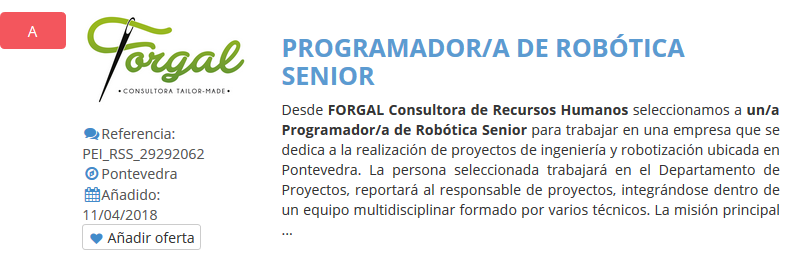 A
Forgal
• CONSULTORA TAILOR-MADE •
Referencia:
PEI_RSS_29292062
Pontevedra
Añadido:
11/04/2018
Añadir oferta
PROGRAMADOR/A DE ROBÓTICA
SENIOR
Desde FORGAL Consultora de Recursos Humanos seleccionamos a un/a
Programador/a de Robótica Senior para trabajar en una empresa que se
dedica a la realización de proyectos de ingeniería y robotización ubicada en
Pontevedra. La persona seleccionada trabajará en el Departamento de
Proyectos, reportará al responsable de proyectos, integrándose dentro de
un equipo multidisciplinar formado por varios técnicos. La misión principal
...